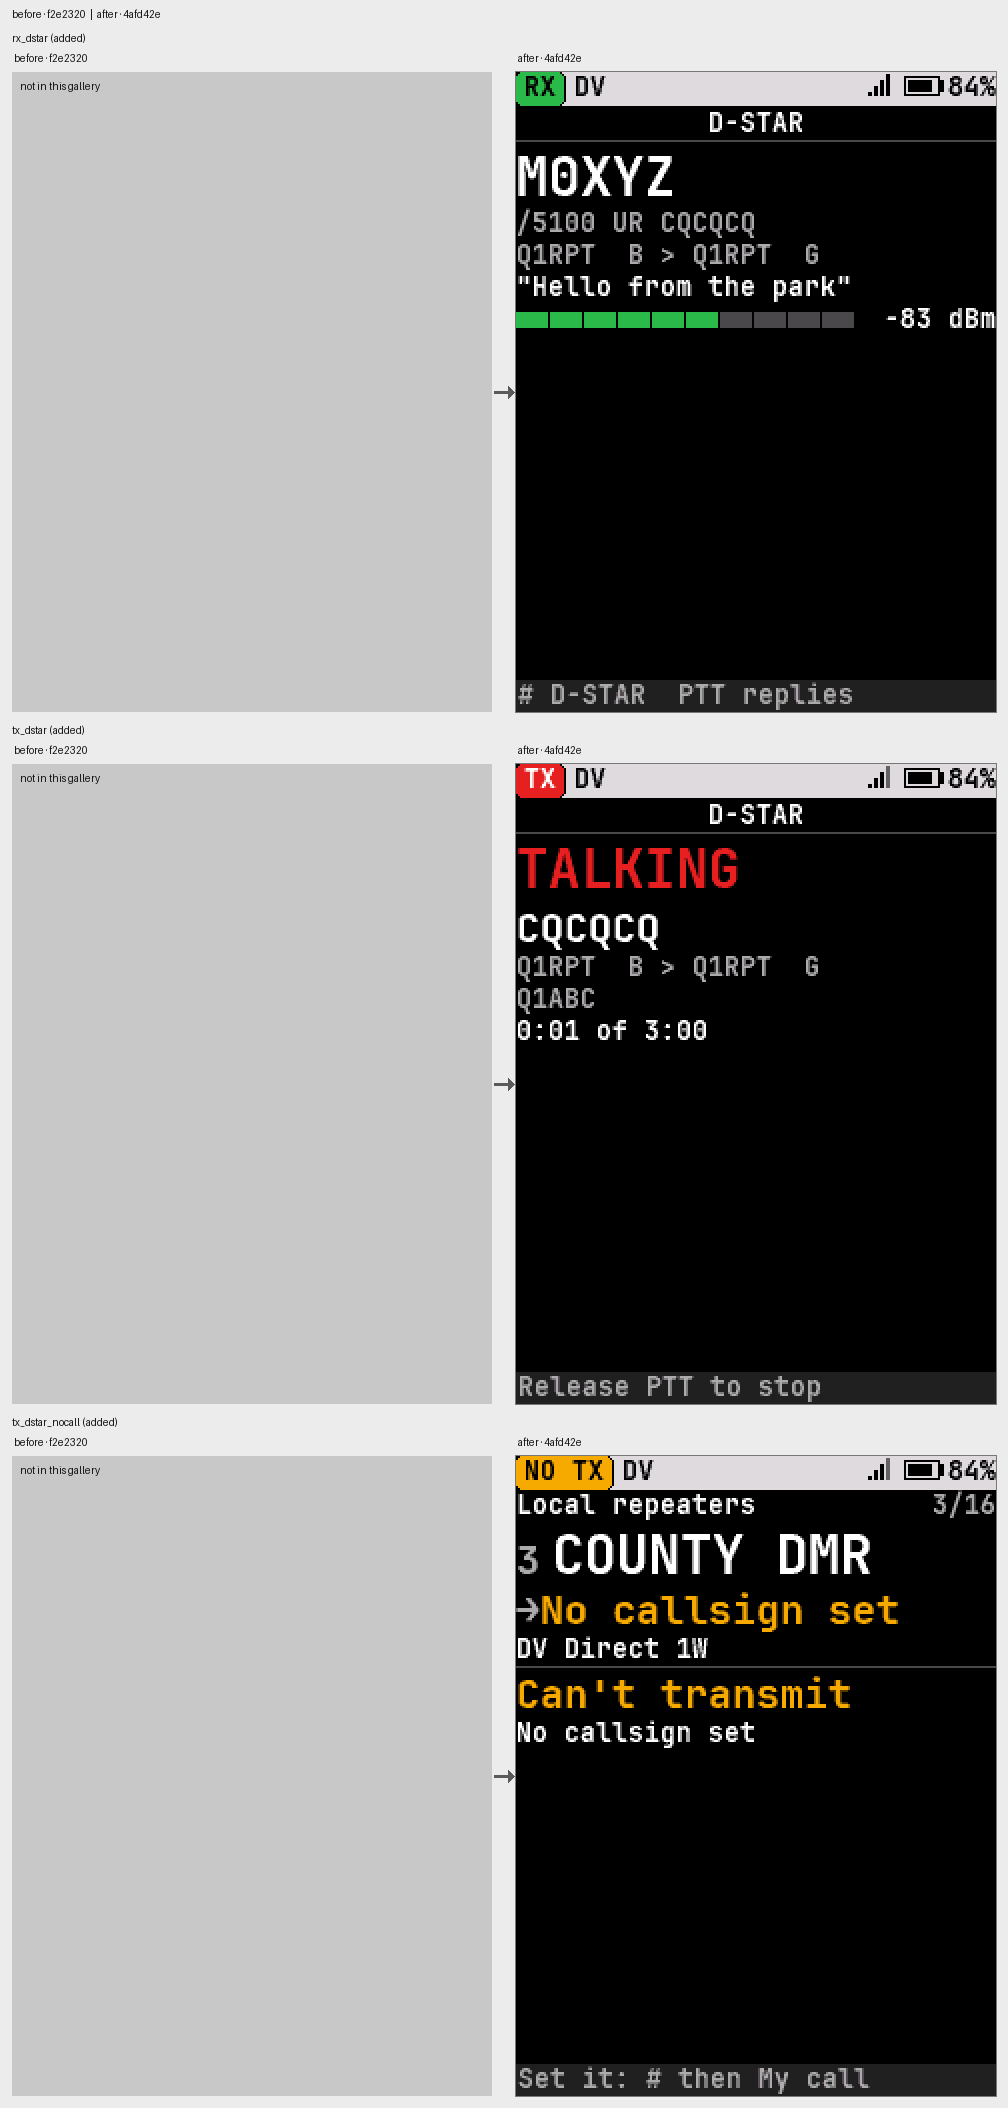 before · f2e2320 | after · 4afd42e
rx_dstar (added)
before · f2e2320
after · 4afd42e
not in this gallery
RX DV 84%
D-STAR
M0XYZ
/5100 UR CQCQCQ
Q1RPT  B > Q1RPT  G
"Hello from the park"
-83 dBm
# D-STAR  PTT replies
tx_dstar (added)
before · f2e2320
after · 4afd42e
not in this gallery
TX DV 84%
D-STAR
TALKING
CQCQCQ
Q1RPT  B > Q1RPT  G
Q1ABC
0:01 of 3:00
Release PTT to stop
tx_dstar_nocall (added)
before · f2e2320
after · 4afd42e
not in this gallery
NO TX DV 84%
Local repeaters 3/16
3 COUNTY DMR
→No callsign set
DV Direct 1W
Can't transmit
No callsign set
Set it: # then My call